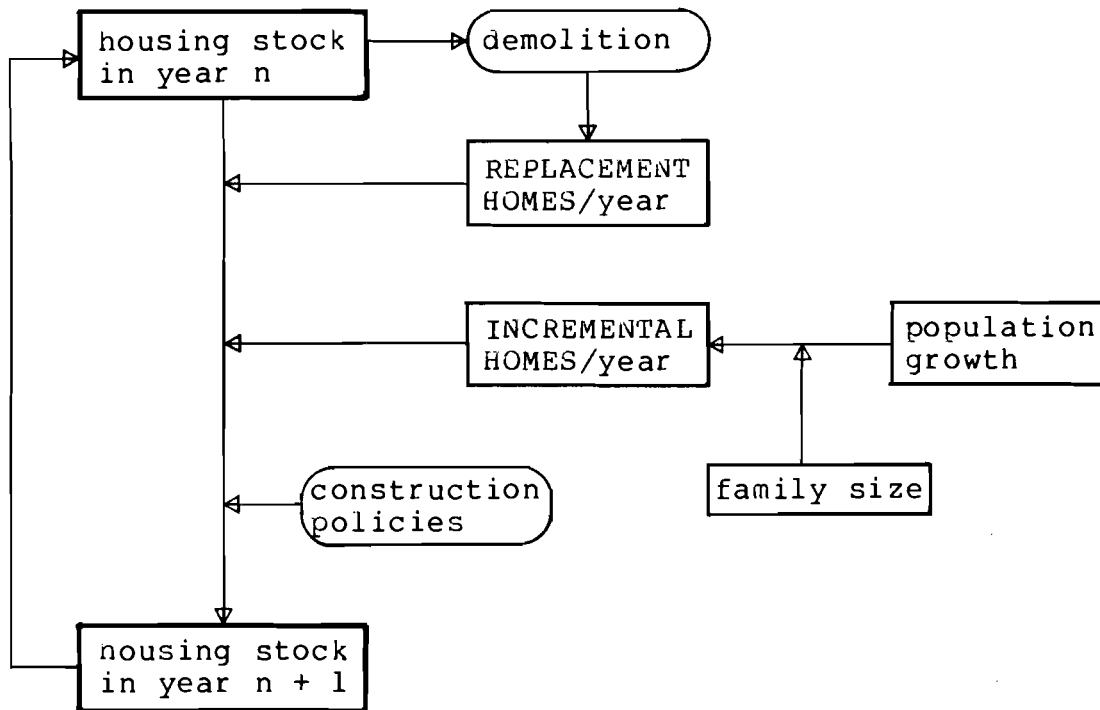 housing stock
in year n
demolition
REPLACEMENT
HOMES/year
INCREMENTAL
HOMES/year
population
growth
family size
construction
policies
nousing stock
in year n + 1